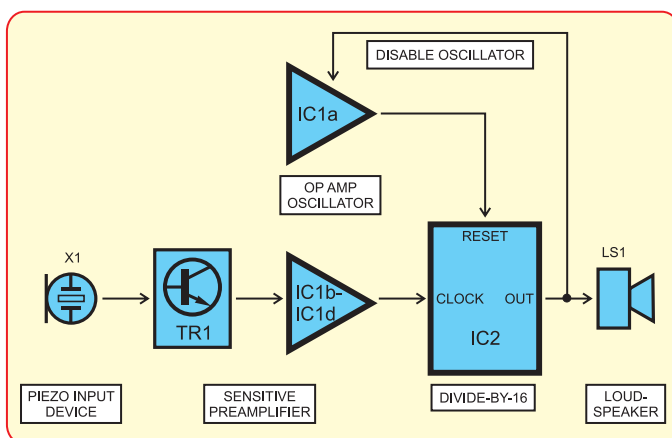 DISABLE OSCILLATOR
IC1a
OP AMP
OSCILLATOR
RESET
X1
LS1
TR1
IC1b-
IC1d
CLOCK OUT
IC2
PIEZO INPUT
DEVICE
SENSITIVE
PREAMPLIFIER
DIVIDE-BY-16
LOUD-
SPEAKER